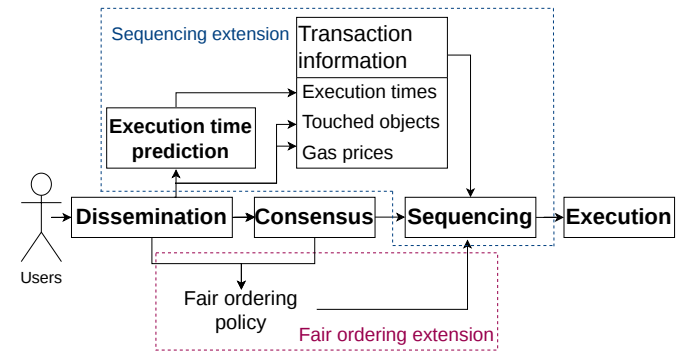 Sequencing extension
Transaction
information
Execution times
Touched objects
Gas prices
Execution time
prediction
Users
Dissemination
Consensus
Sequencing
Execution
Fair ordering
policy
Fair ordering extension